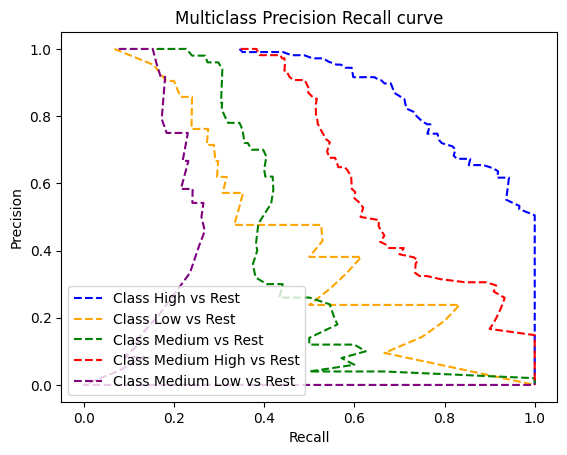 Multiclass Precision Recall curve
Precision
1.0
0.8
0.6
0.4
0.2
0.0
Class High vs Rest
Class Low vs Rest
Class Medium vs Rest
Class Medium High vs Rest
Class Medium Low vs Rest
0.0 0.2 0.4 0.6 0.8 1.0
Recall